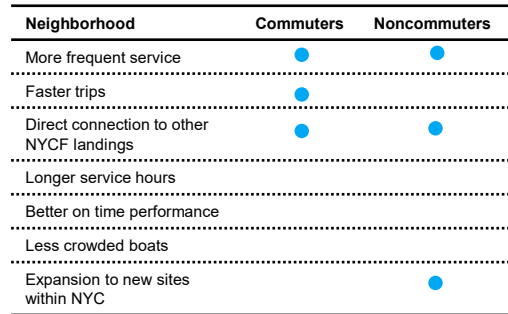 Neighborhood Commuters Noncommuters
More frequent service
Faster trips
Direct connection to other
NYCF landings
Longer service hours
Better on time performance
Less crowded boats
Expansion to new sites
within NYC